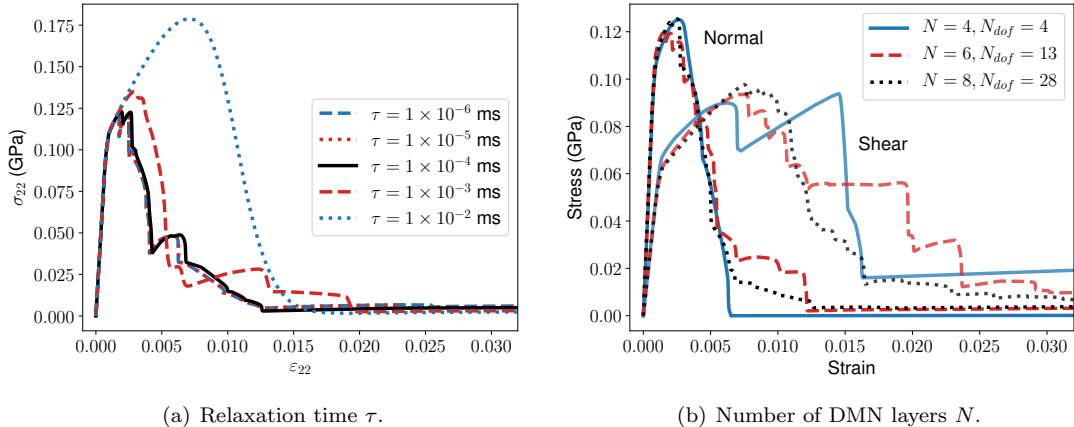 0.175
0.150
0.125
0.100
0.075
0.050
0.025
0.000
σ22 (GPa)
τ = 1 × 10−6 ms
τ = 1 × 10−5 ms
τ = 1 × 10−4 ms
τ = 1 × 10−3 ms
τ = 1 × 10−2 ms
0.000 0.005 0.010 0.015 0.020 0.025 0.030
ε22
(a) Relaxation time τ.
0.12
0.10
0.08
0.06
0.04
0.02
0.00
Stress (GPa)
Normal
Shear
N = 4, Ndof = 4
N = 6, Ndof = 13
N = 8, Ndof = 28
0.000 0.005 0.010 0.015 0.020 0.025 0.030
Strain
(b) Number of DMN layers N.